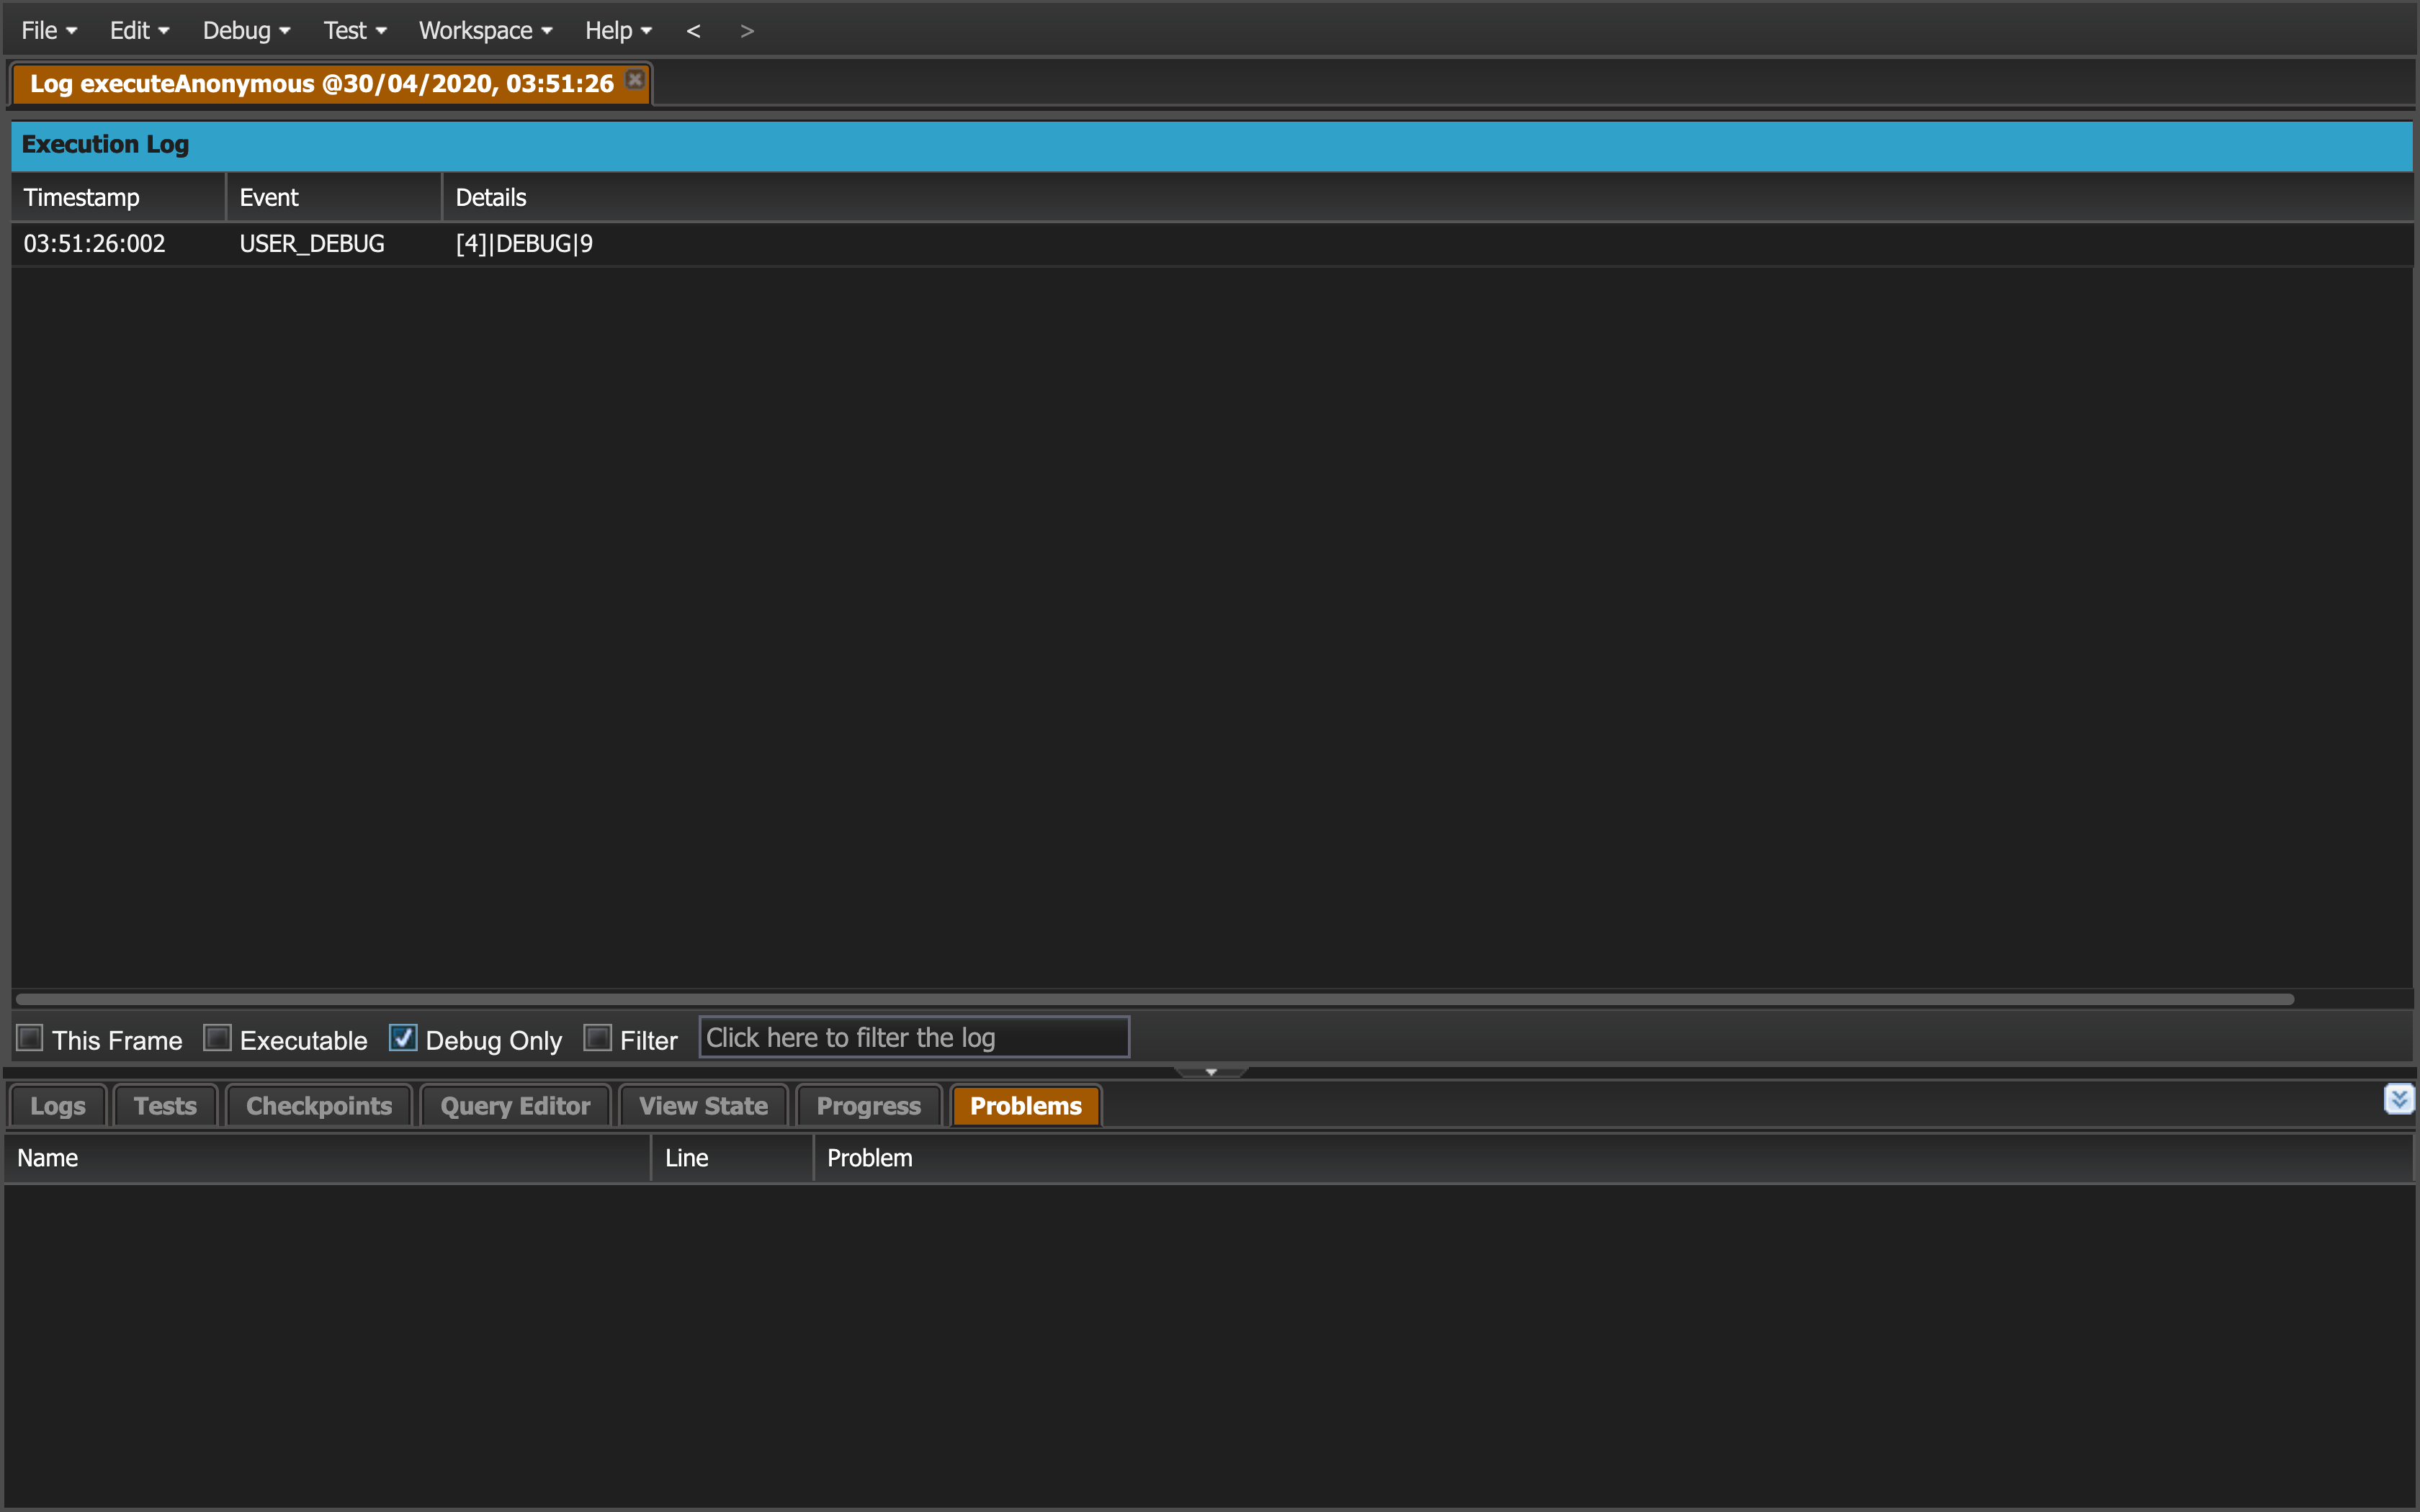 File Edit Debug Test Workspace Help < >
Log executeAnonymous @30/04/2020, 03:51:26
Execution Log
Timestamp Event Details
03:51:26:002 USER_DEBUG [4]|DEBUG|9
This Frame Executable Debug Only Filter Click here to filter the log
Logs Tests Checkpoints Query Editor View State Progress Problems
Name Line Problem